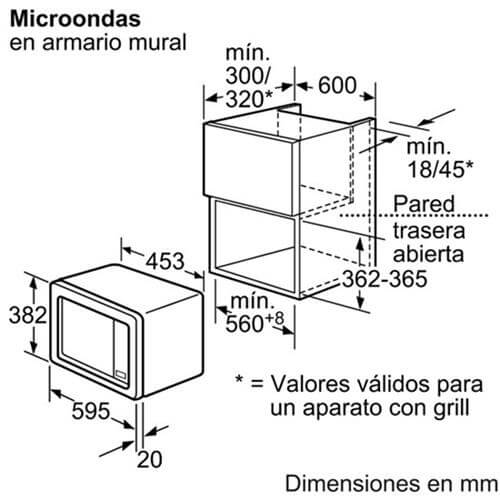 Microondas
en armario mural
mín.
300/
320*
600
mín.
18/45*
Pared
trasera
abierta
453
362-365
382
mín.
560+8
595
20
* = Valores válidos para
un aparato con grill
Dimensiones en mm